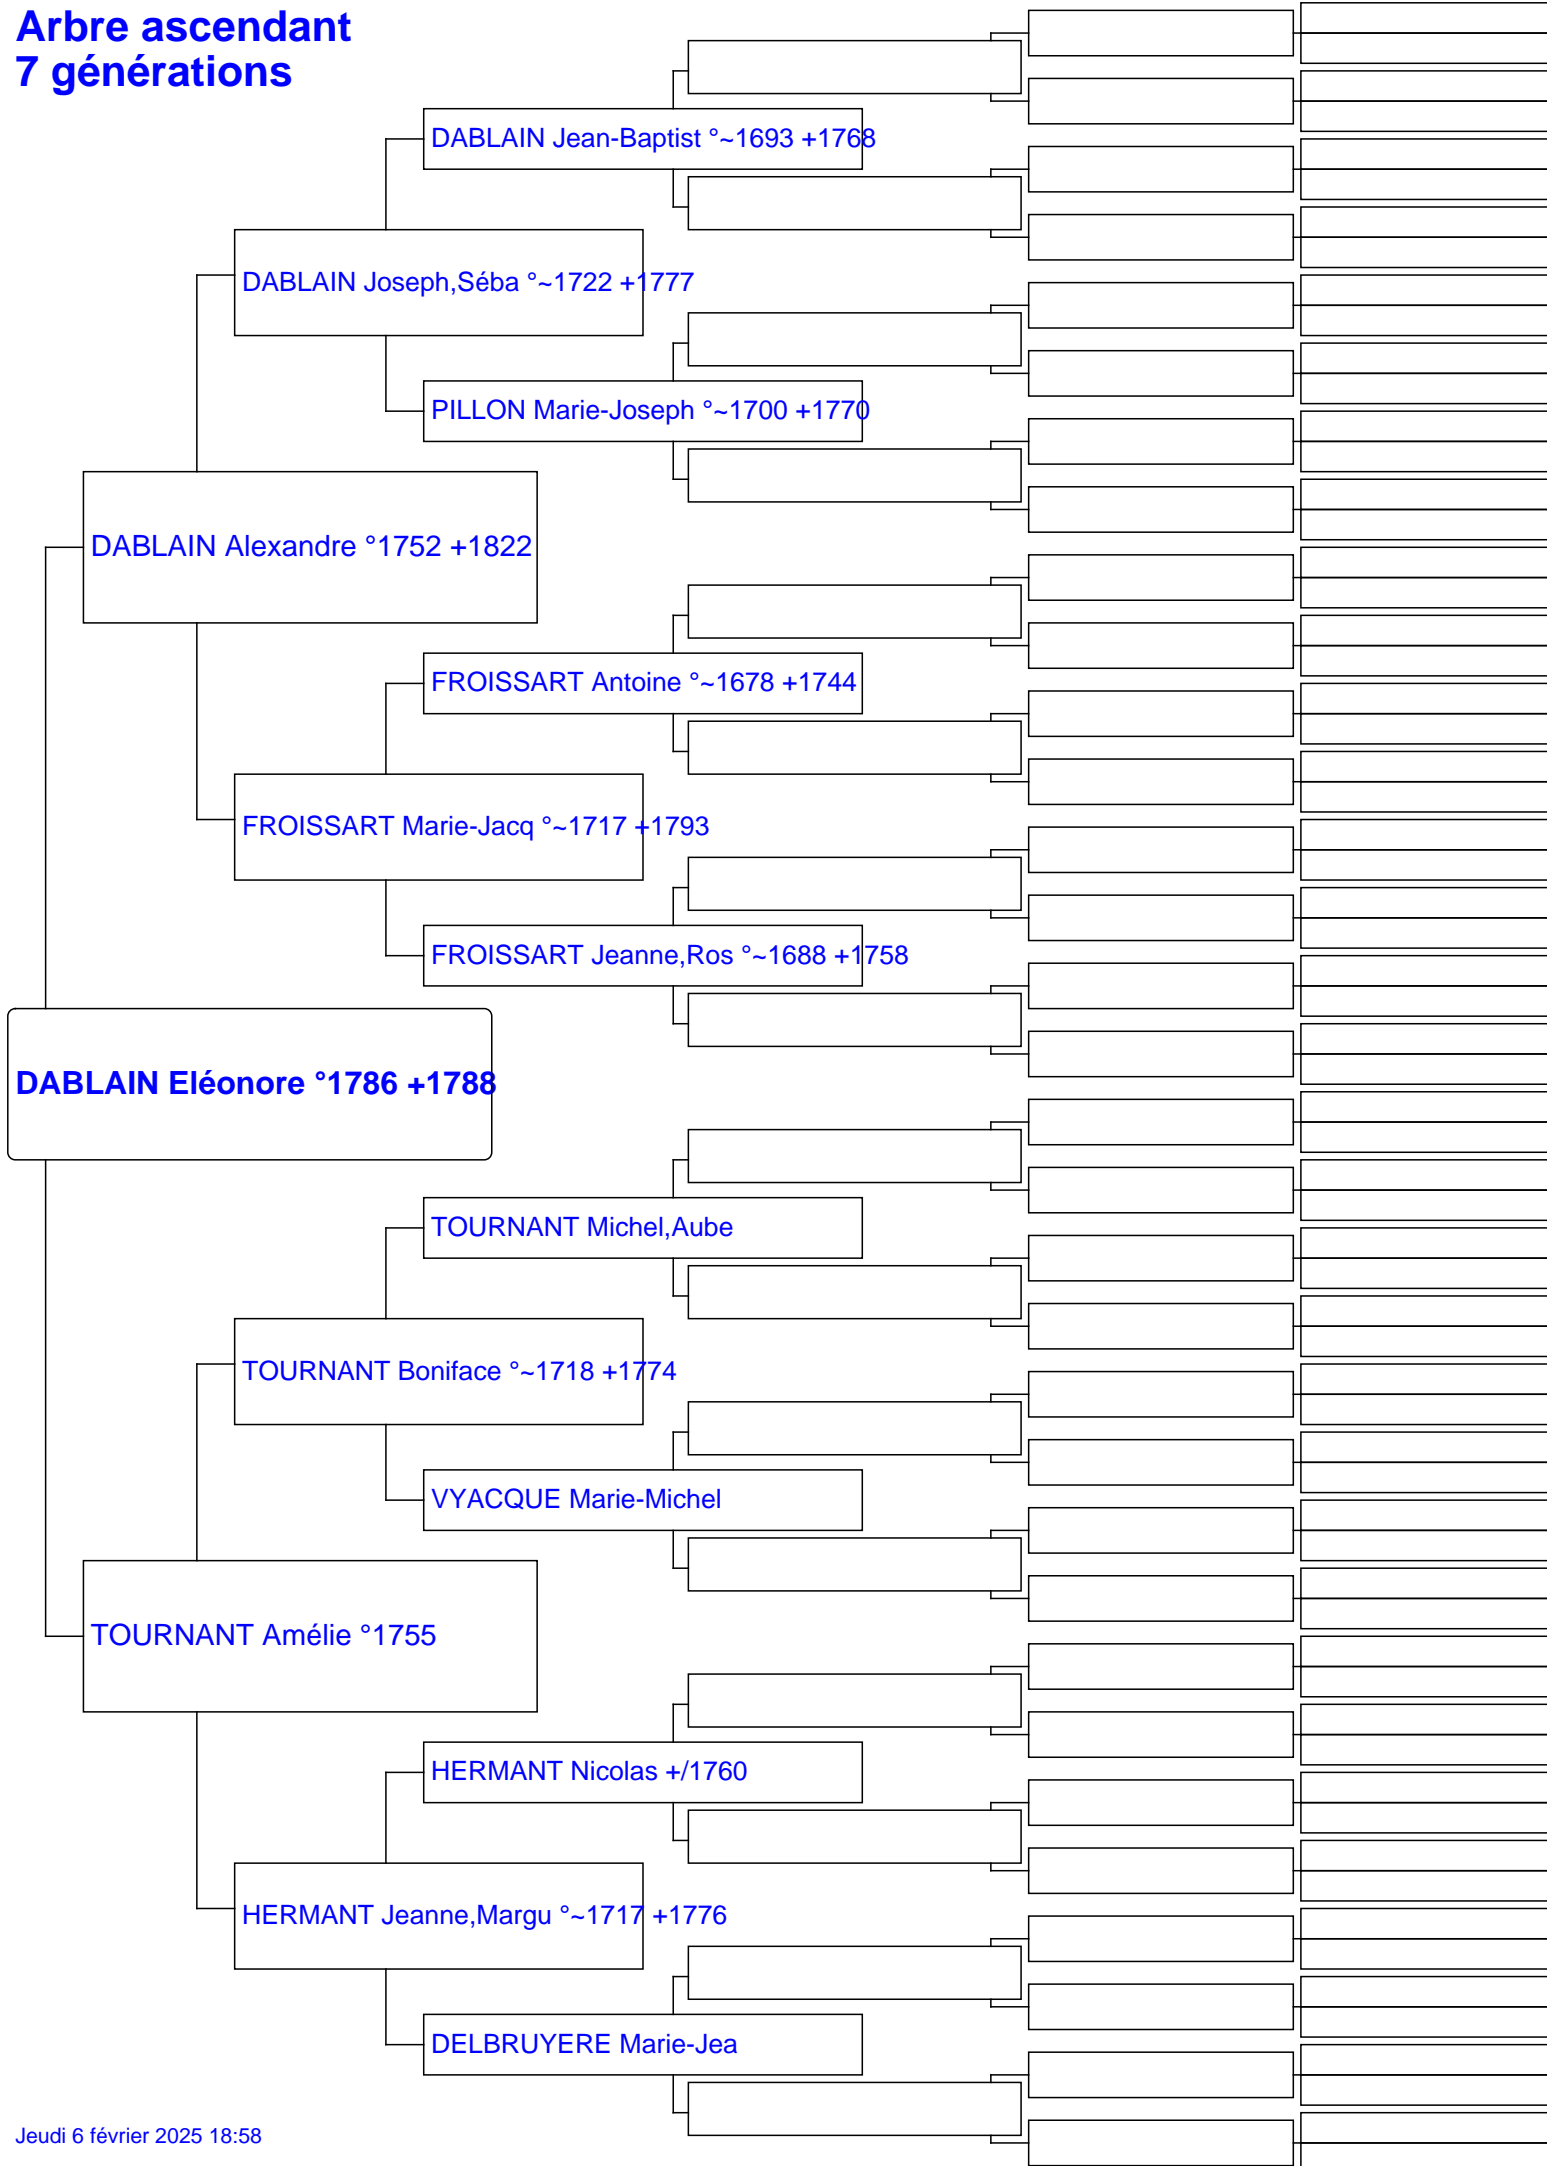 Arbre ascendant
7 générations
DABLAIN Jean-Baptist °~1693 +1768
DABLAIN Joseph,Séba °~1722 +1777
PILLON Marie-Joseph °~1700 +1770
DABLAIN Alexandre °1752 +1822
FROISSART Antoine °~1678 +1744
FROISSART Marie-Jacq °~1717 +1793
FROISSART Jeanne,Ros °~1688 +1758
DABLAIN Eléonore °1786 +1788
TOURNANT Michel,Aube
TOURNANT Boniface °~1718 +1774
VYACQUE Marie-Michel
TOURNANT Amélie °1755
HERMANT Nicolas +/1760
HERMANT Jeanne,Margu °~1717 +1776
DELBRUYERE Marie-Jea
Jeudi 6 février 2025 18:58